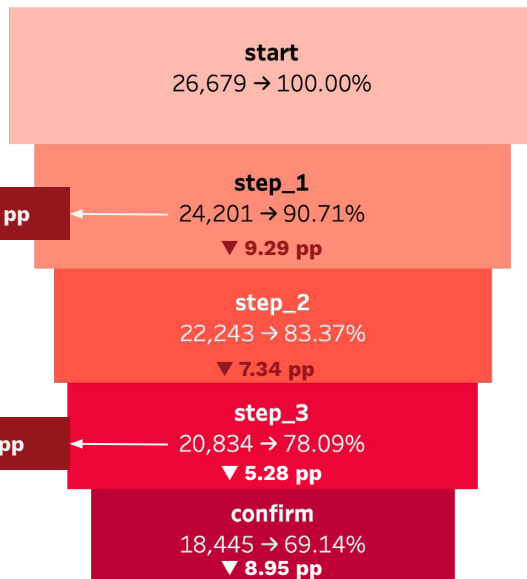 start
26,679 → 100.00%
step_1
pp
24,201 → 90.71%
▼ 9.29 pp
step_2
22,243 → 83.37%
▼ 7.34 pp
step_3
pp
20,834 → 78.09%
▼ 5.28 pp
confirm
18,445 → 69.14%
▼ 8.95 pp